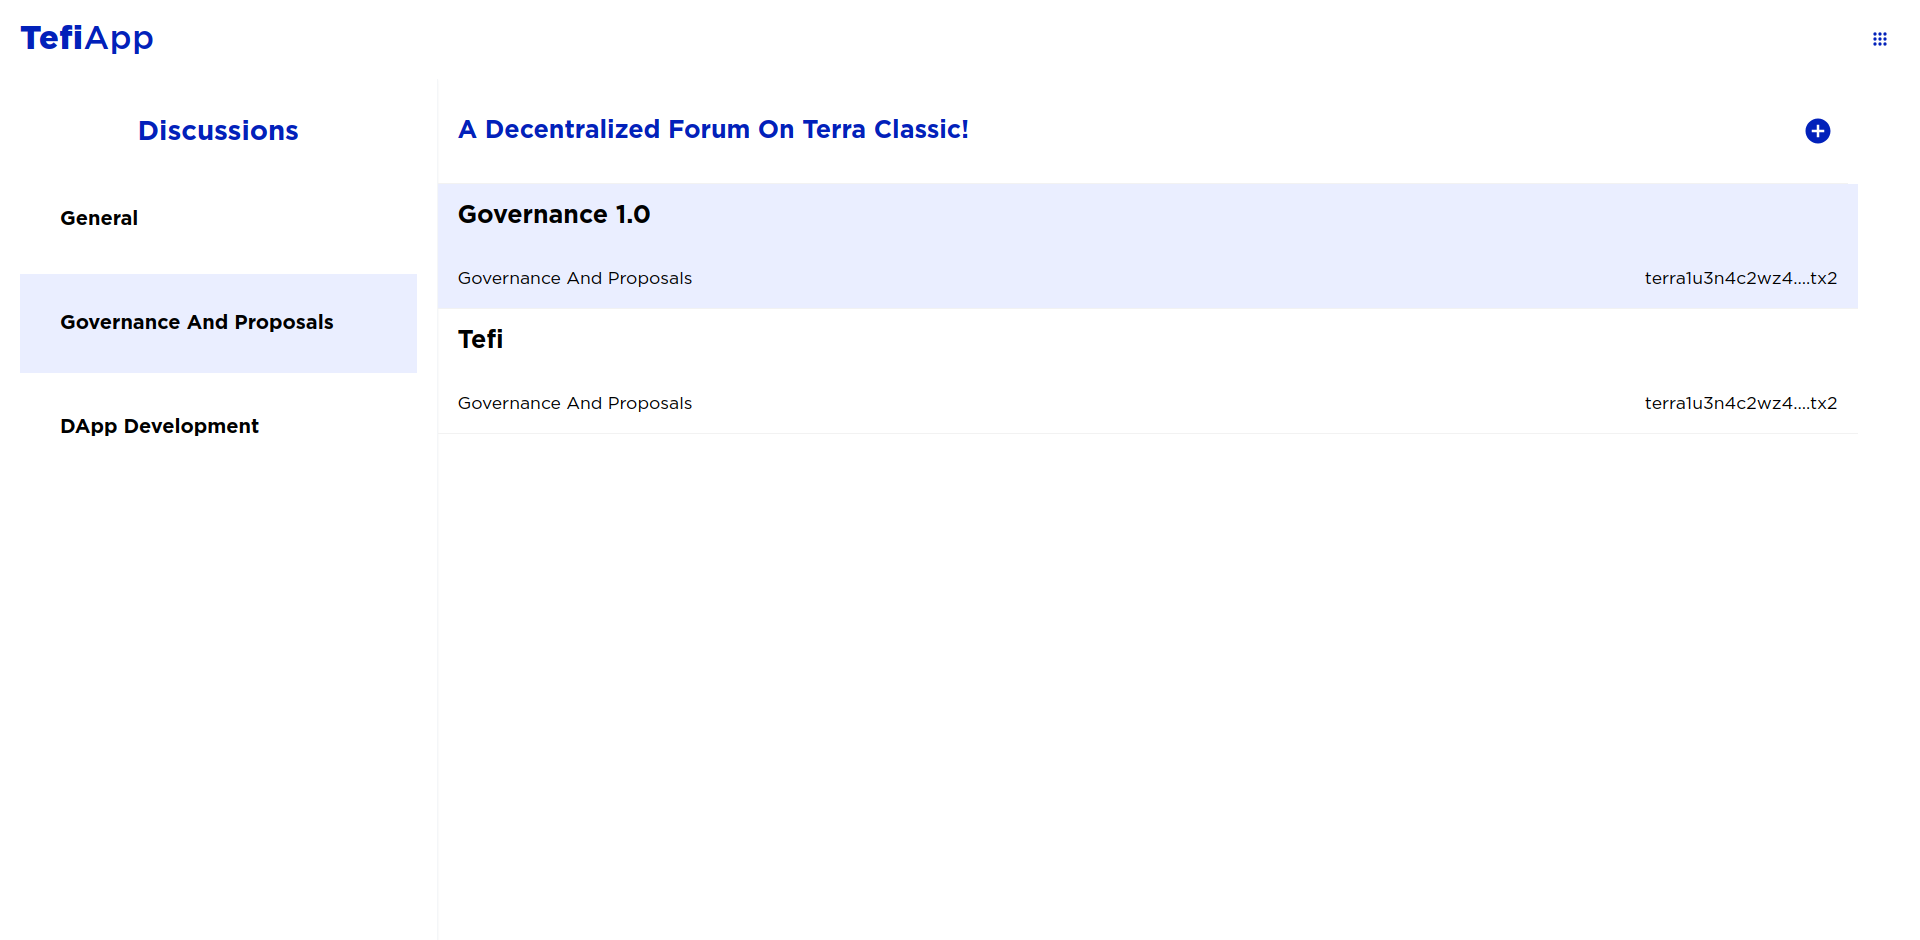 TefiApp
Discussions
General
Governance And Proposals
DApp Development
A Decentralized Forum On Terra Classic!
Governance 1.0
Governance And Proposals
terra1u3n4c2wz4....tx2
Tefi
Governance And Proposals
terra1u3n4c2wz4....tx2